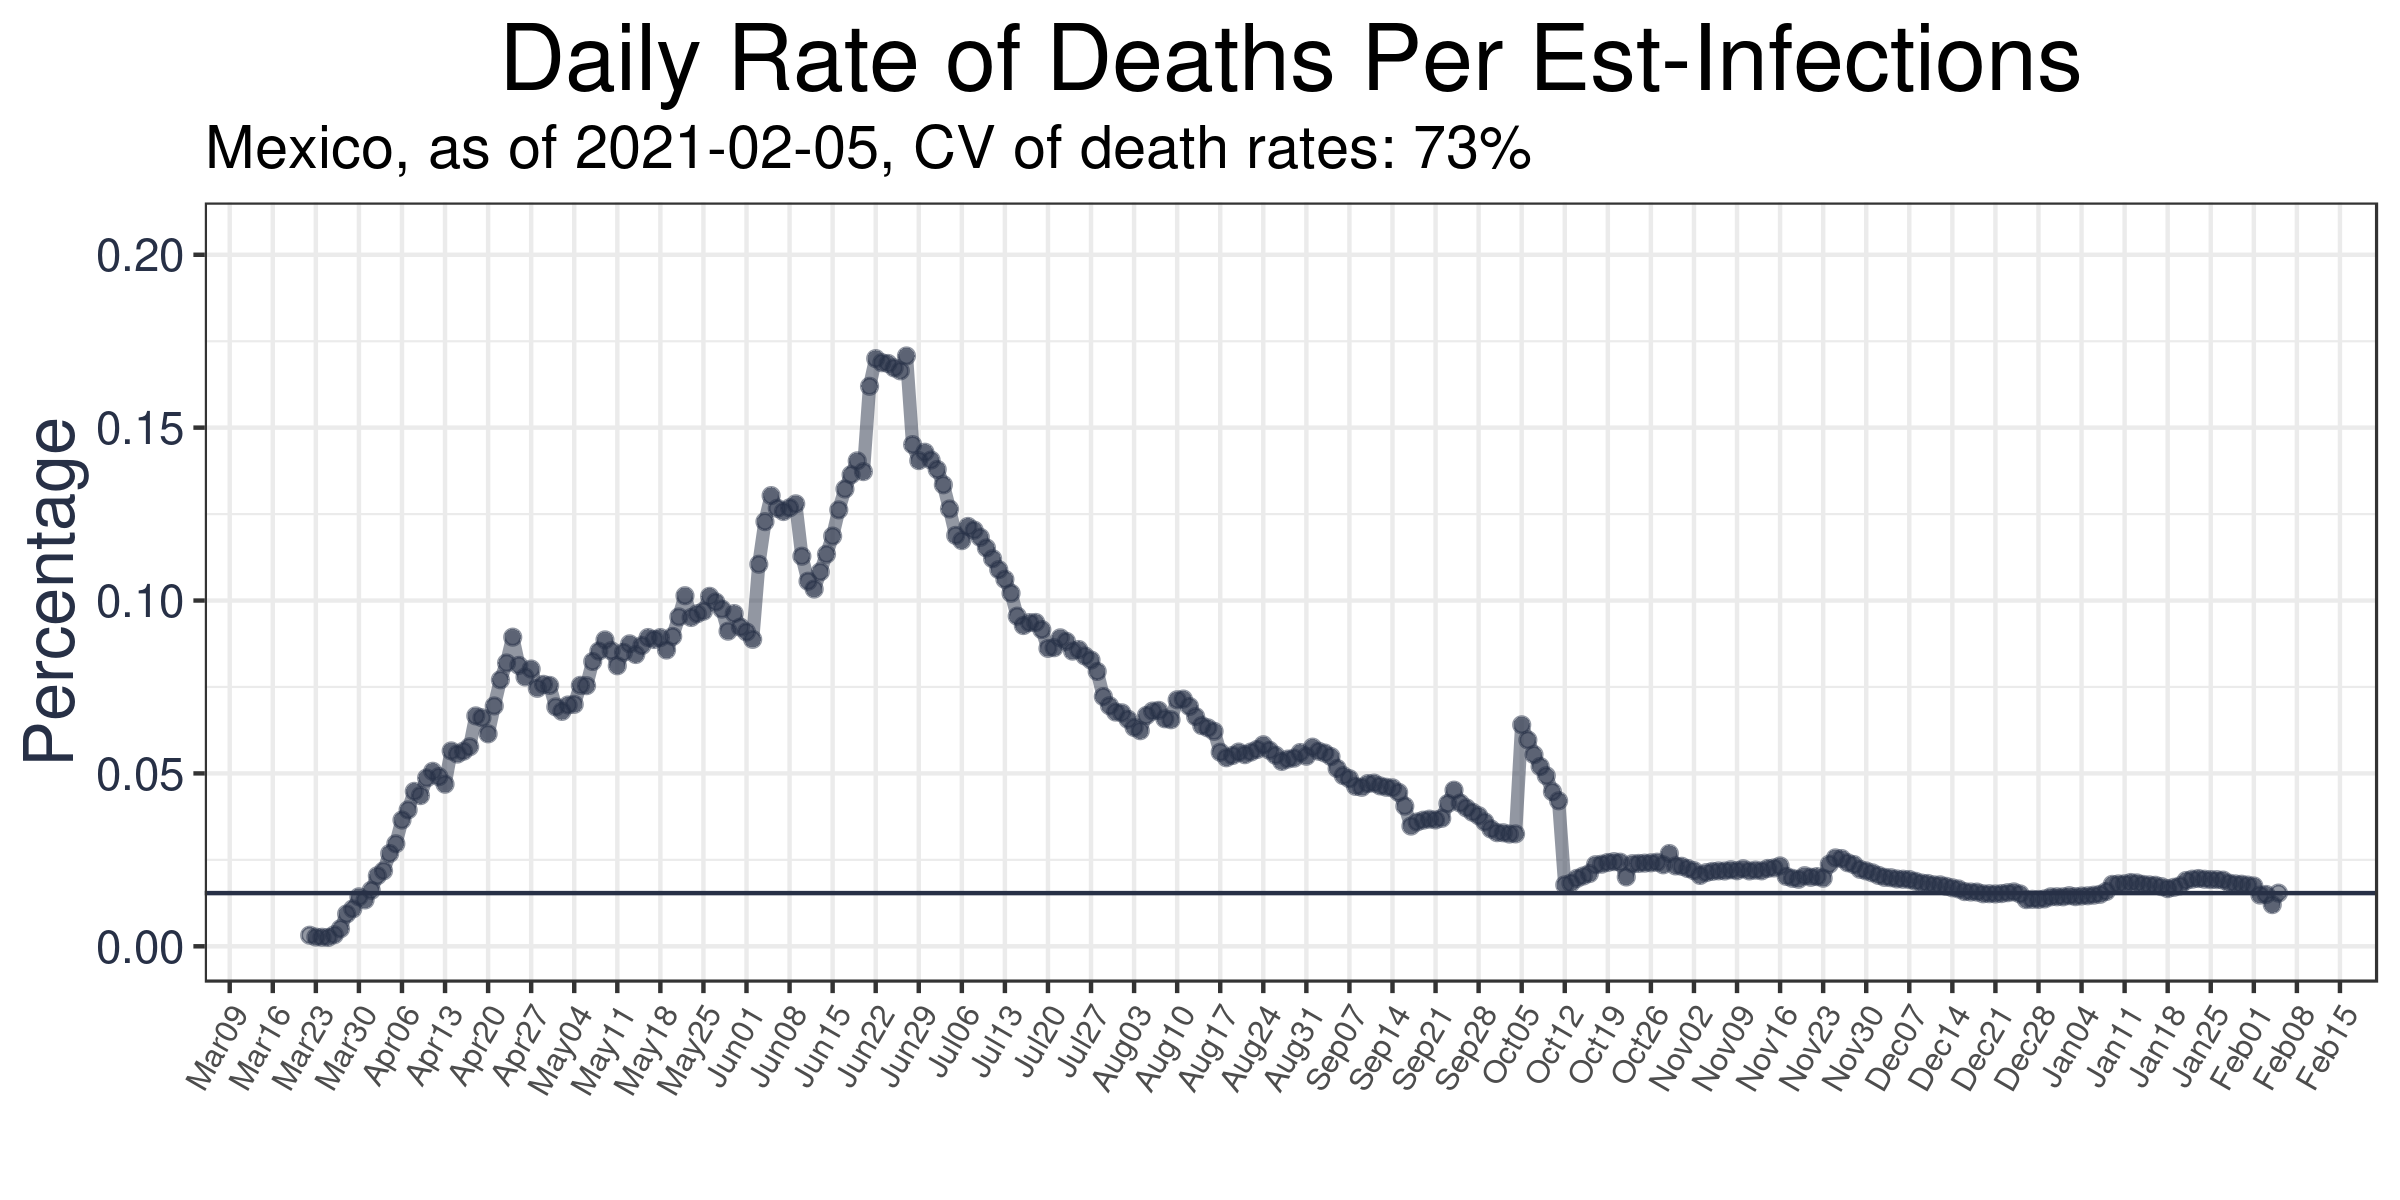 Daily Rate of Deaths Per Est-Infections
Mexico, as of 2021-02-05, CV of death rates: 73%
Percentage
0.20
0.15
0.10
0.05
0.00
Mar09
Mar16
Mar23
Mar30
Apr06
Apr13
Apr20
Apr27
May04
May11
May18
May25
Jun01
Jun08
Jun15
Jun22
Jun29
Jul06
Jul13
Jul20
Jul27
Aug03
Aug10
Aug17
Aug24
Aug31
Sep07
Sep14
Sep21
Sep28
Oct05
Oct12
Oct19
Oct26
Nov02
Nov09
Nov16
Nov23
Nov30
Dec07
Dec14
Dec21
Dec28
Jan04
Jan11
Jan18
Jan25
Feb01
Feb08
Feb15